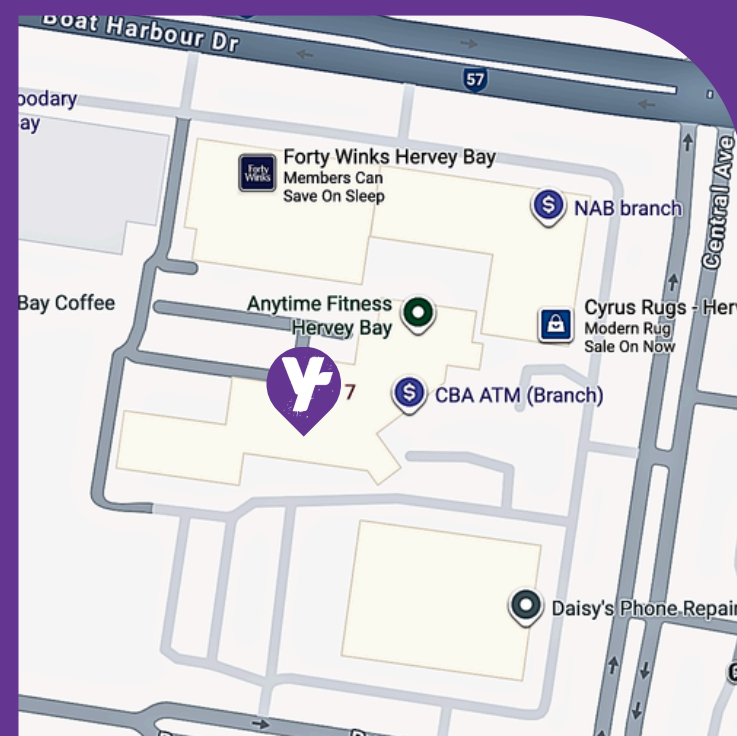 Boat Harbour Dr
57
oodary
ay
Forty Winks
Forty Winks Hervey Bay
Members Can
Save On Sleep
NAB branch
Central Ave
Bay Coffee
Anytime Fitness
Hervey Bay
Cyrus Rugs - Herv
Modern Rug
Sale On Now
7
CBA ATM (Branch)
Daisy's Phone Repair